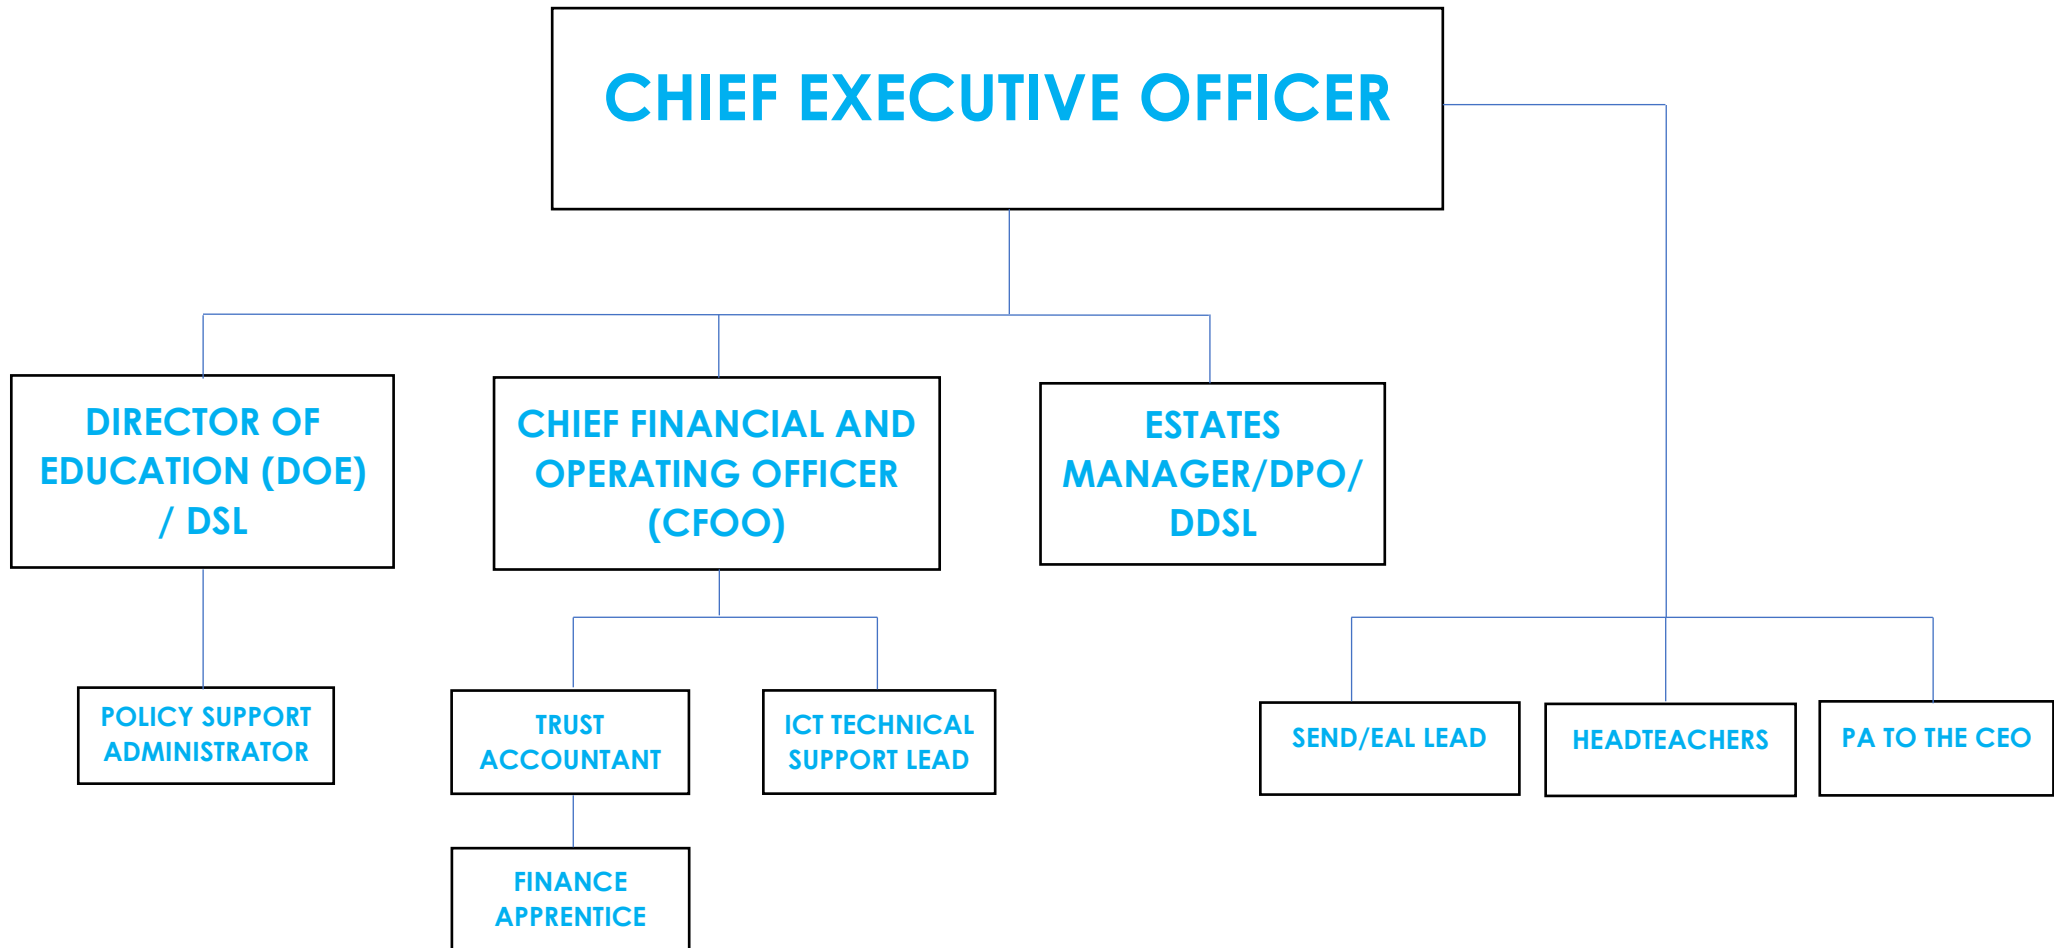 CHIEF EXECUTIVE OFFICER
DIRECTOR OF
EDUCATION (DOE)
/ DSL
CHIEF FINANCIAL AND
OPERATING OFFICER
(CFOO)
ESTATES
MANAGER/DPO/
DDSL
POLICY SUPPORT
ADMINISTRATOR
TRUST
ACCOUNTANT
ICT TECHNICAL
SUPPORT LEAD
SEND/EAL LEAD
HEADTEACHERS
PA TO THE CEO
FINANCE
APPRENTICE